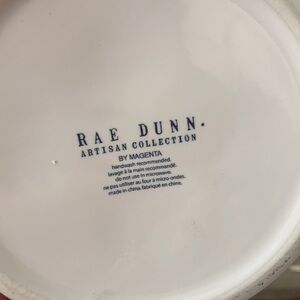 RAE DUNN.
ARTISAN COLLECTION
BY MAGENTA
handwash recommended.
lavage à la main recommandé.
do not use in microwave.
ne pas utiliser au four à micro-ondes.
made in china. fabriqué en chine.